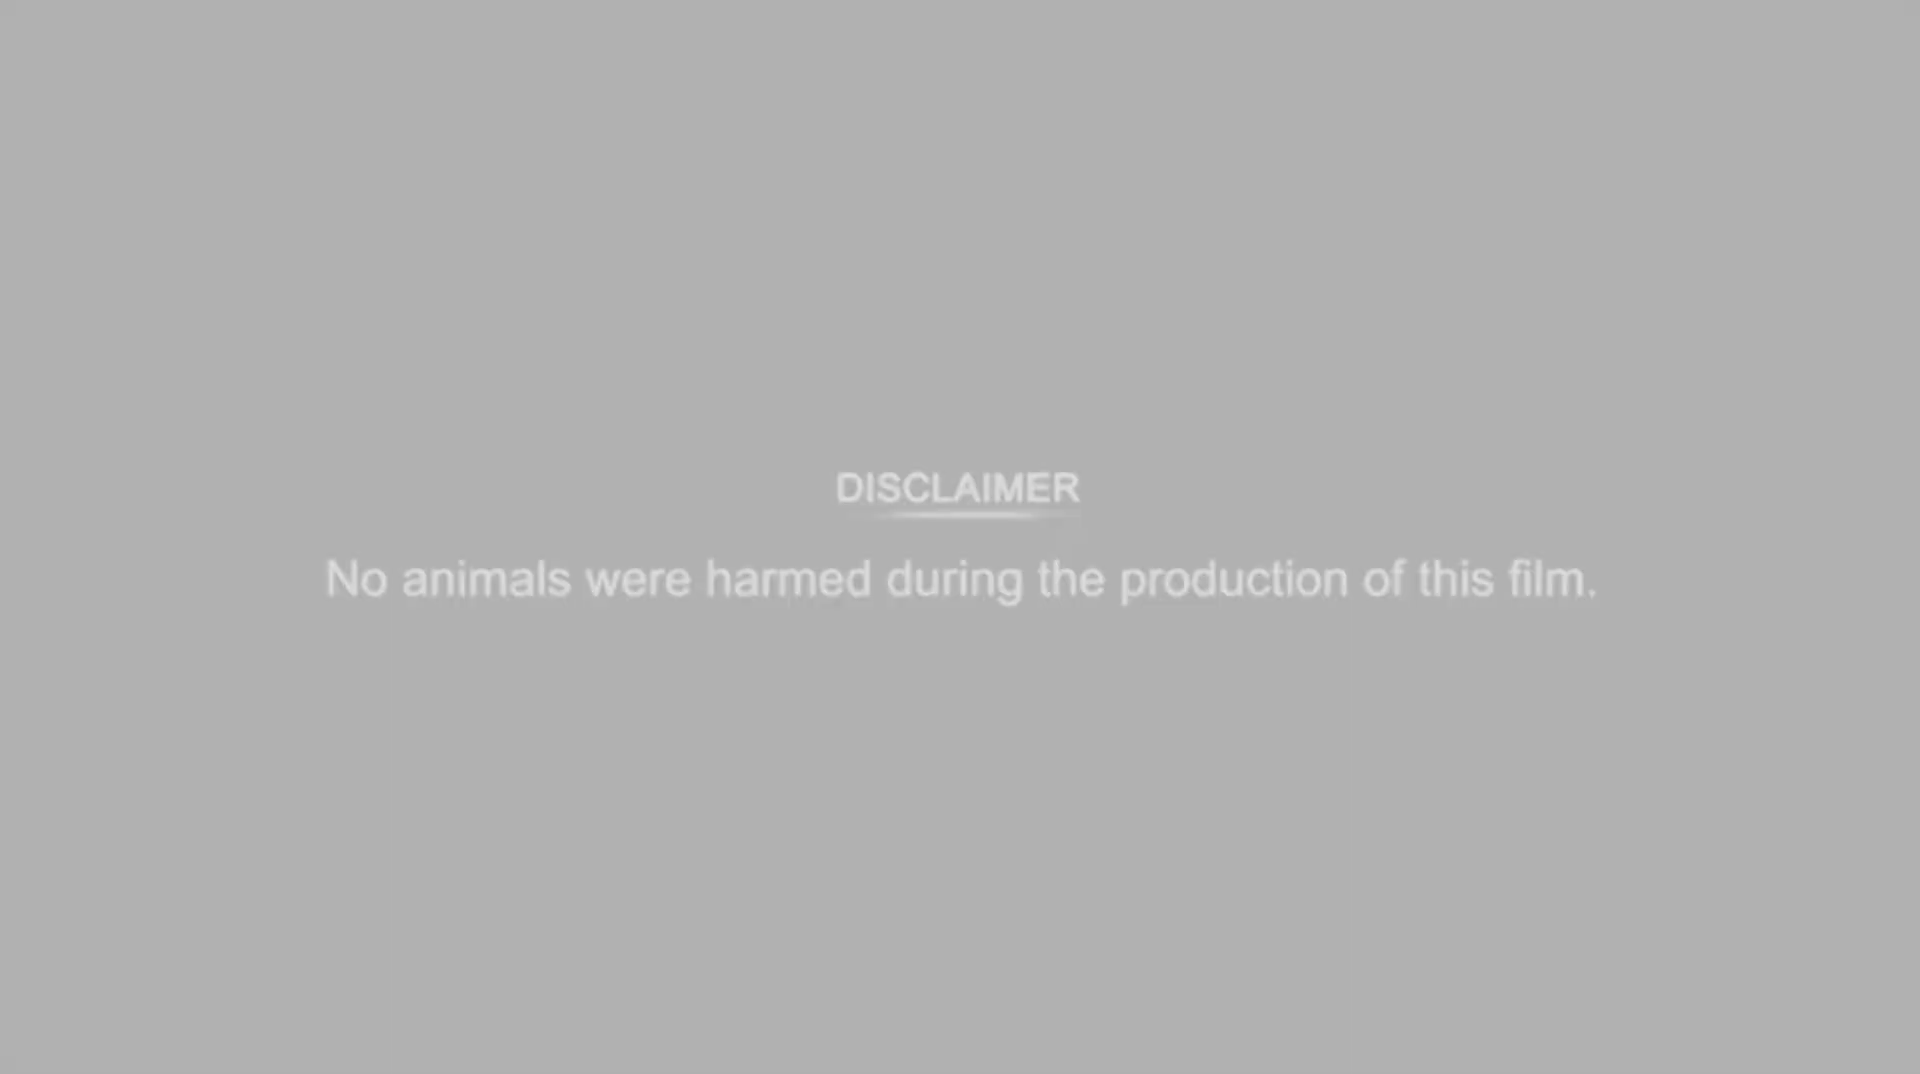 DISCLAIMER
No animals were harmed during the production of this film.